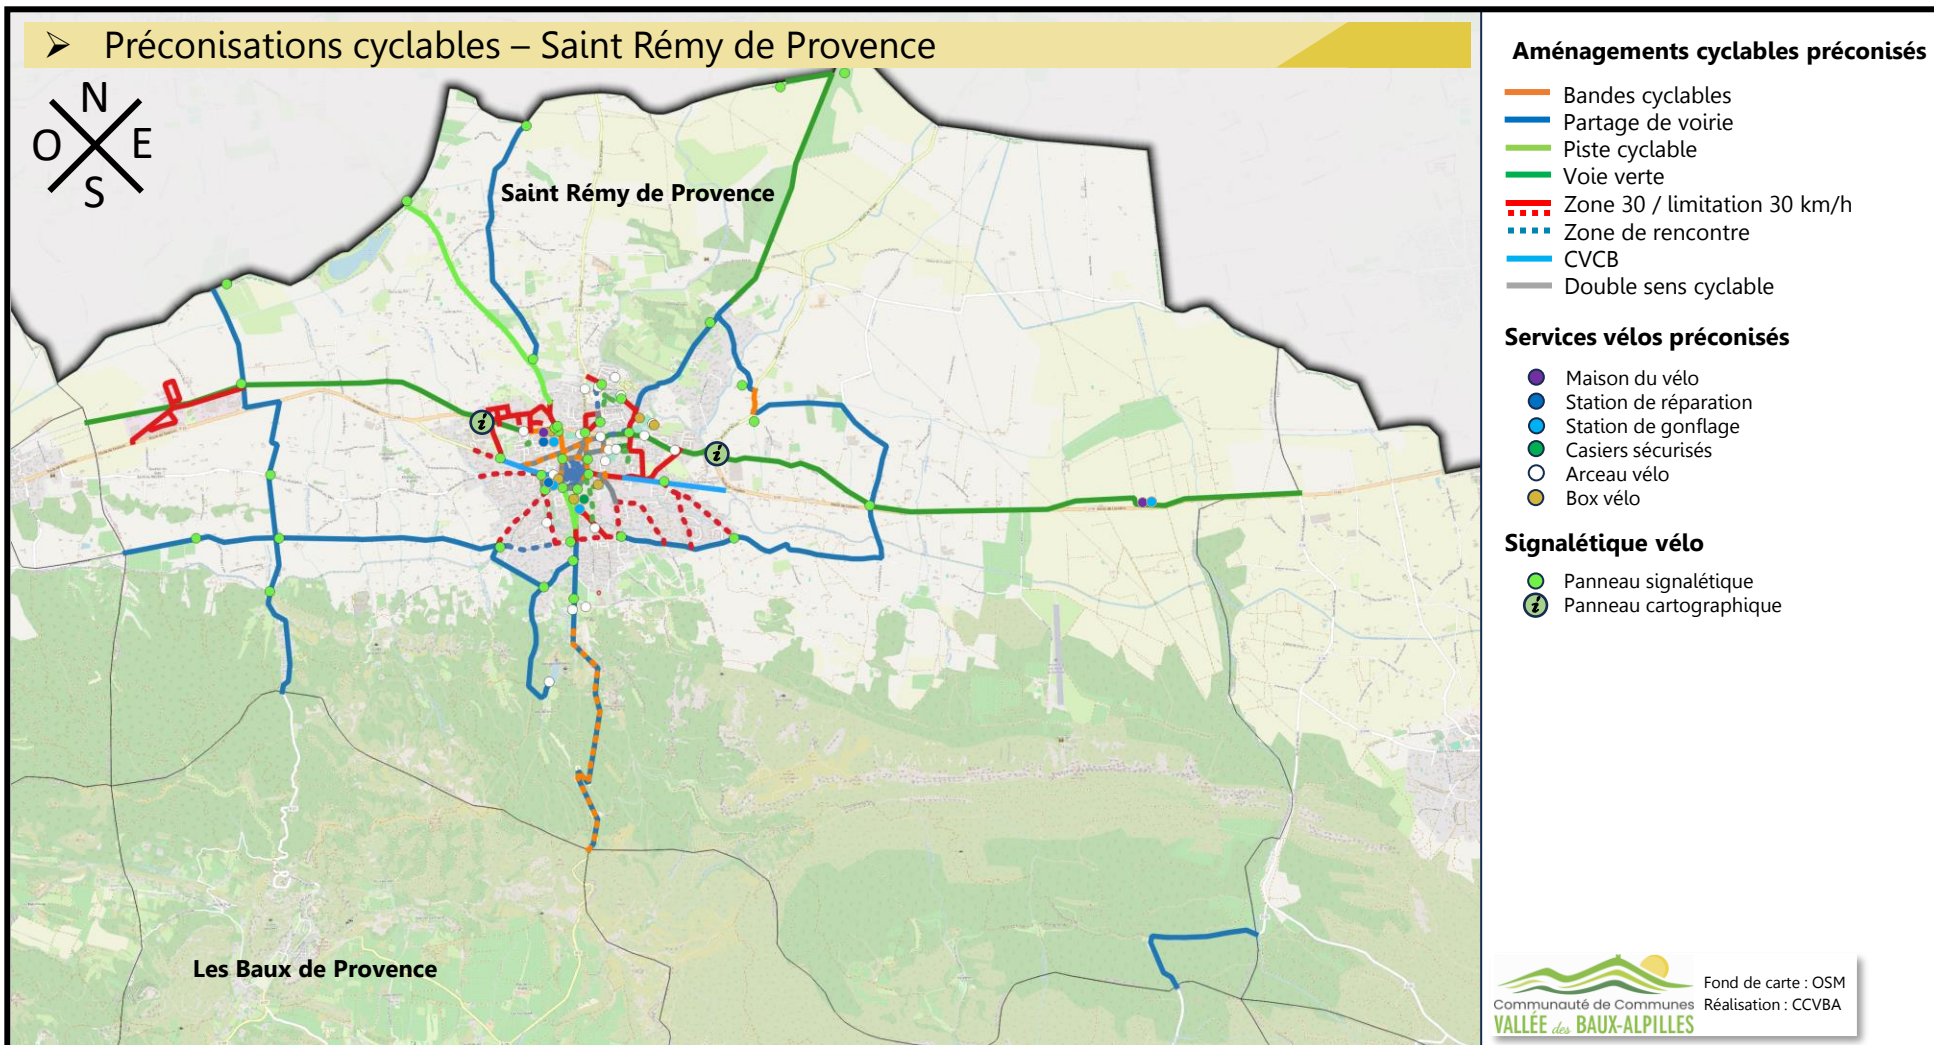 ➢ Préconisations cyclables – Saint Rémy de Provence
N
O E
S
Saint Rémy de Provence
Les Baux de Provence
Aménagements cyclables préconisés
Bandes cyclables
Partage de voirie
Piste cyclable
Voie verte
Zone 30 / limitation 30 km/h
Zone de rencontre
CVCB
Double sens cyclable
Services vélos préconisés
Maison du vélo
Station de réparation
Station de gonflage
Casiers sécurisés
Arceau vélo
Box vélo
Signalétique vélo
Panneau signalétique
i Panneau cartographique
Communauté de Communes
VALLÉE des BAUX-ALPILLES
Fond de carte : OSM
Réalisation : CCVBA